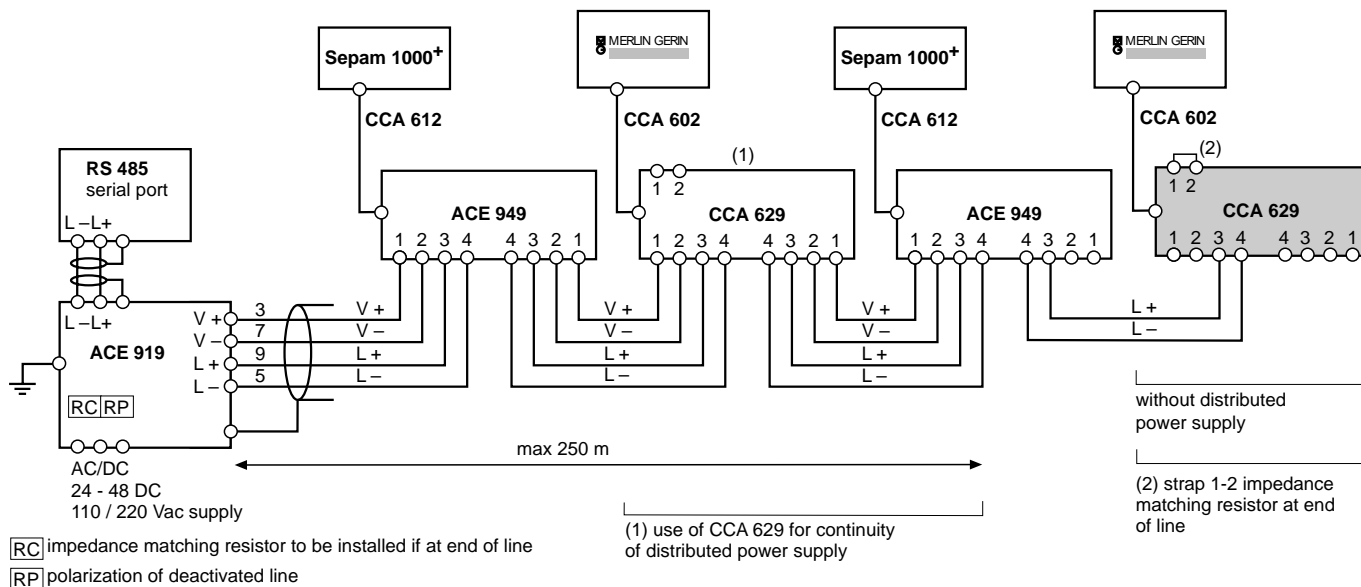 Sepam 1000+
MERLIN GERIN
Sepam 1000+
MERLIN GERIN
CCA 612
CCA 602
CCA 612
CCA 602
RS 485
serial port
L – L+
(1)
(2)
1 2
1 2
ACE 949
CCA 629
ACE 949
CCA 629
1 2 3 4 4 3 2 1
1 2 3 4 4 3 2 1
1 2 3 4 4 3 2 1
1 2 3 4 4 3 2 1
L – L+
ACE 919
RC RP
V + 3
V – 7
L + 9
L – 5
V +
V –
L +
L –
V +
V –
L +
L –
V +
V –
L +
L –
L +
L –
AC/DC
24 - 48 DC
110 / 220 Vac supply
max 250 m
without distributed
power supply
(1) use of CCA 629 for continuity
of distributed power supply
(2) strap 1-2 impedance
matching resistor at end
of line
RC impedance matching resistor to be installed if at end of line
RP polarization of deactivated line